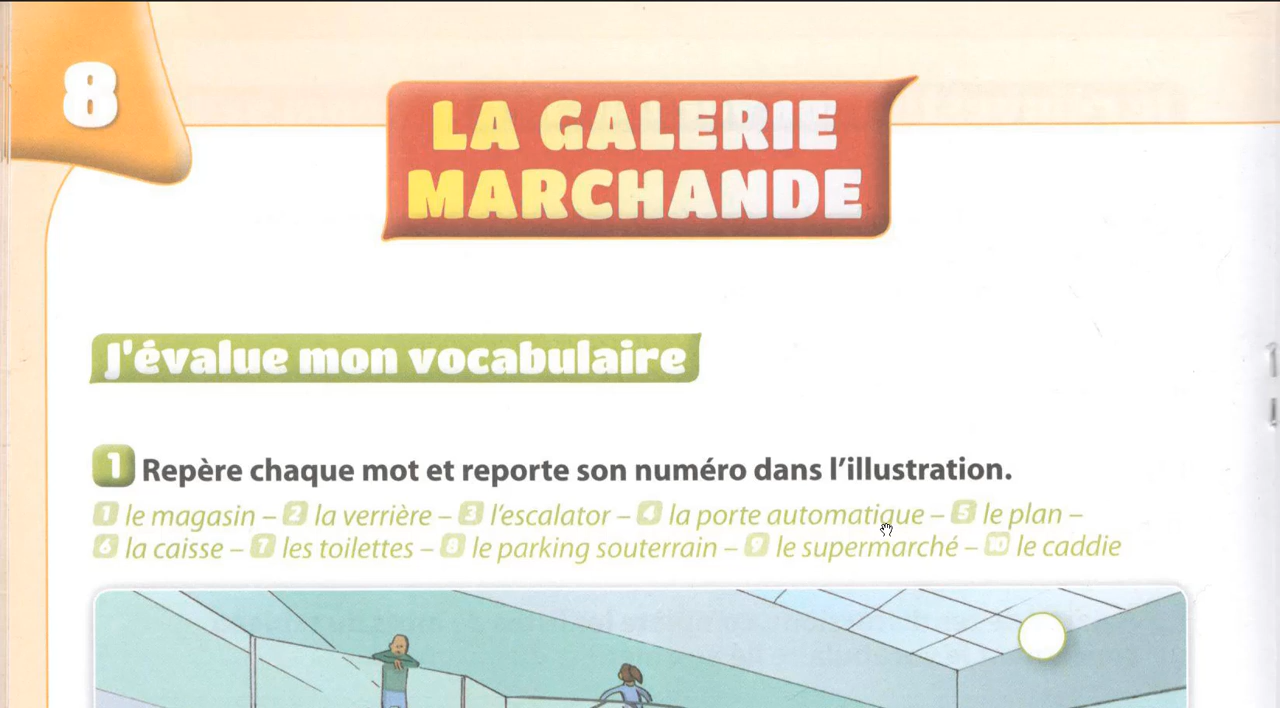 8
LA GALERIE
MARCHANDE
J'évalue mon vocabulaire
1 Repère chaque mot et reporte son numéro dans l'illustration.
1 le magasin – 2 la verrière – 3 l'escalator – 4 la porte automatique – 5 le plan –
6 la caisse – 7 les toilettes – 8 le parking souterrain – 9 le supermarché – 10 le caddie